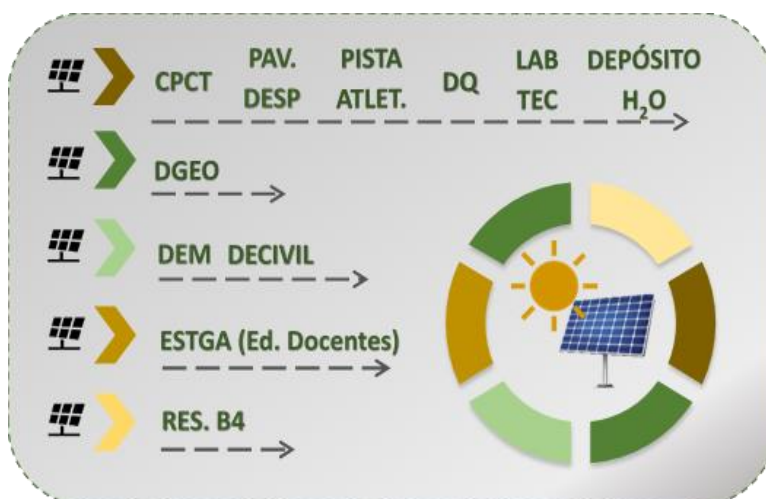 CPCT PAV. DESP PISTA ATLET. DQ LAB TEC DEPÓSITO H₂O
DGEO
DEM DECIVIL
ESTGA (Ed. Docentes)
RES. B4